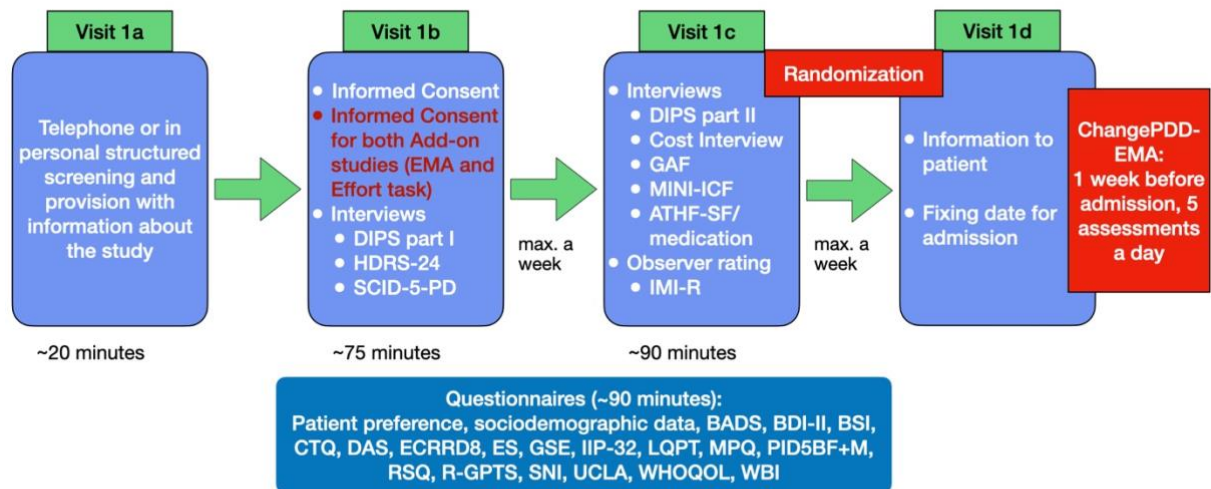 Visit 1a
Telephone or in
personal structured
screening and
provision with
information about
the study
~20 minutes
Visit 1b
Informed Consent
Informed Consent
for both Add-on
studies (EMA and
Effort task)
Interviews
DIPS part I
HDRS-24
SCID-5-PD
~75 minutes
max. a
week
Visit 1c
Interviews
DIPS part II
Cost Interview
GAF
MINI-ICF
ATHF-SF/
medication
Observer rating
IMI-R
~90 minutes
Randomization
max. a
week
Visit 1d
Information to
patient
Fixing date for
admission
ChangePDD-
EMA:
1 week before
admission, 5
assessments
a day
Questionnaires (~90 minutes):
Patient preference, sociodemographic data, BADS, BDI-II, BSI,
CTQ, DAS, ECRRD8, ES, GSE, IIP-32, LQPT, MPQ, PID5BF+M,
RSQ, R-GPTS, SNI, UCLA, WHOQOL, WBI